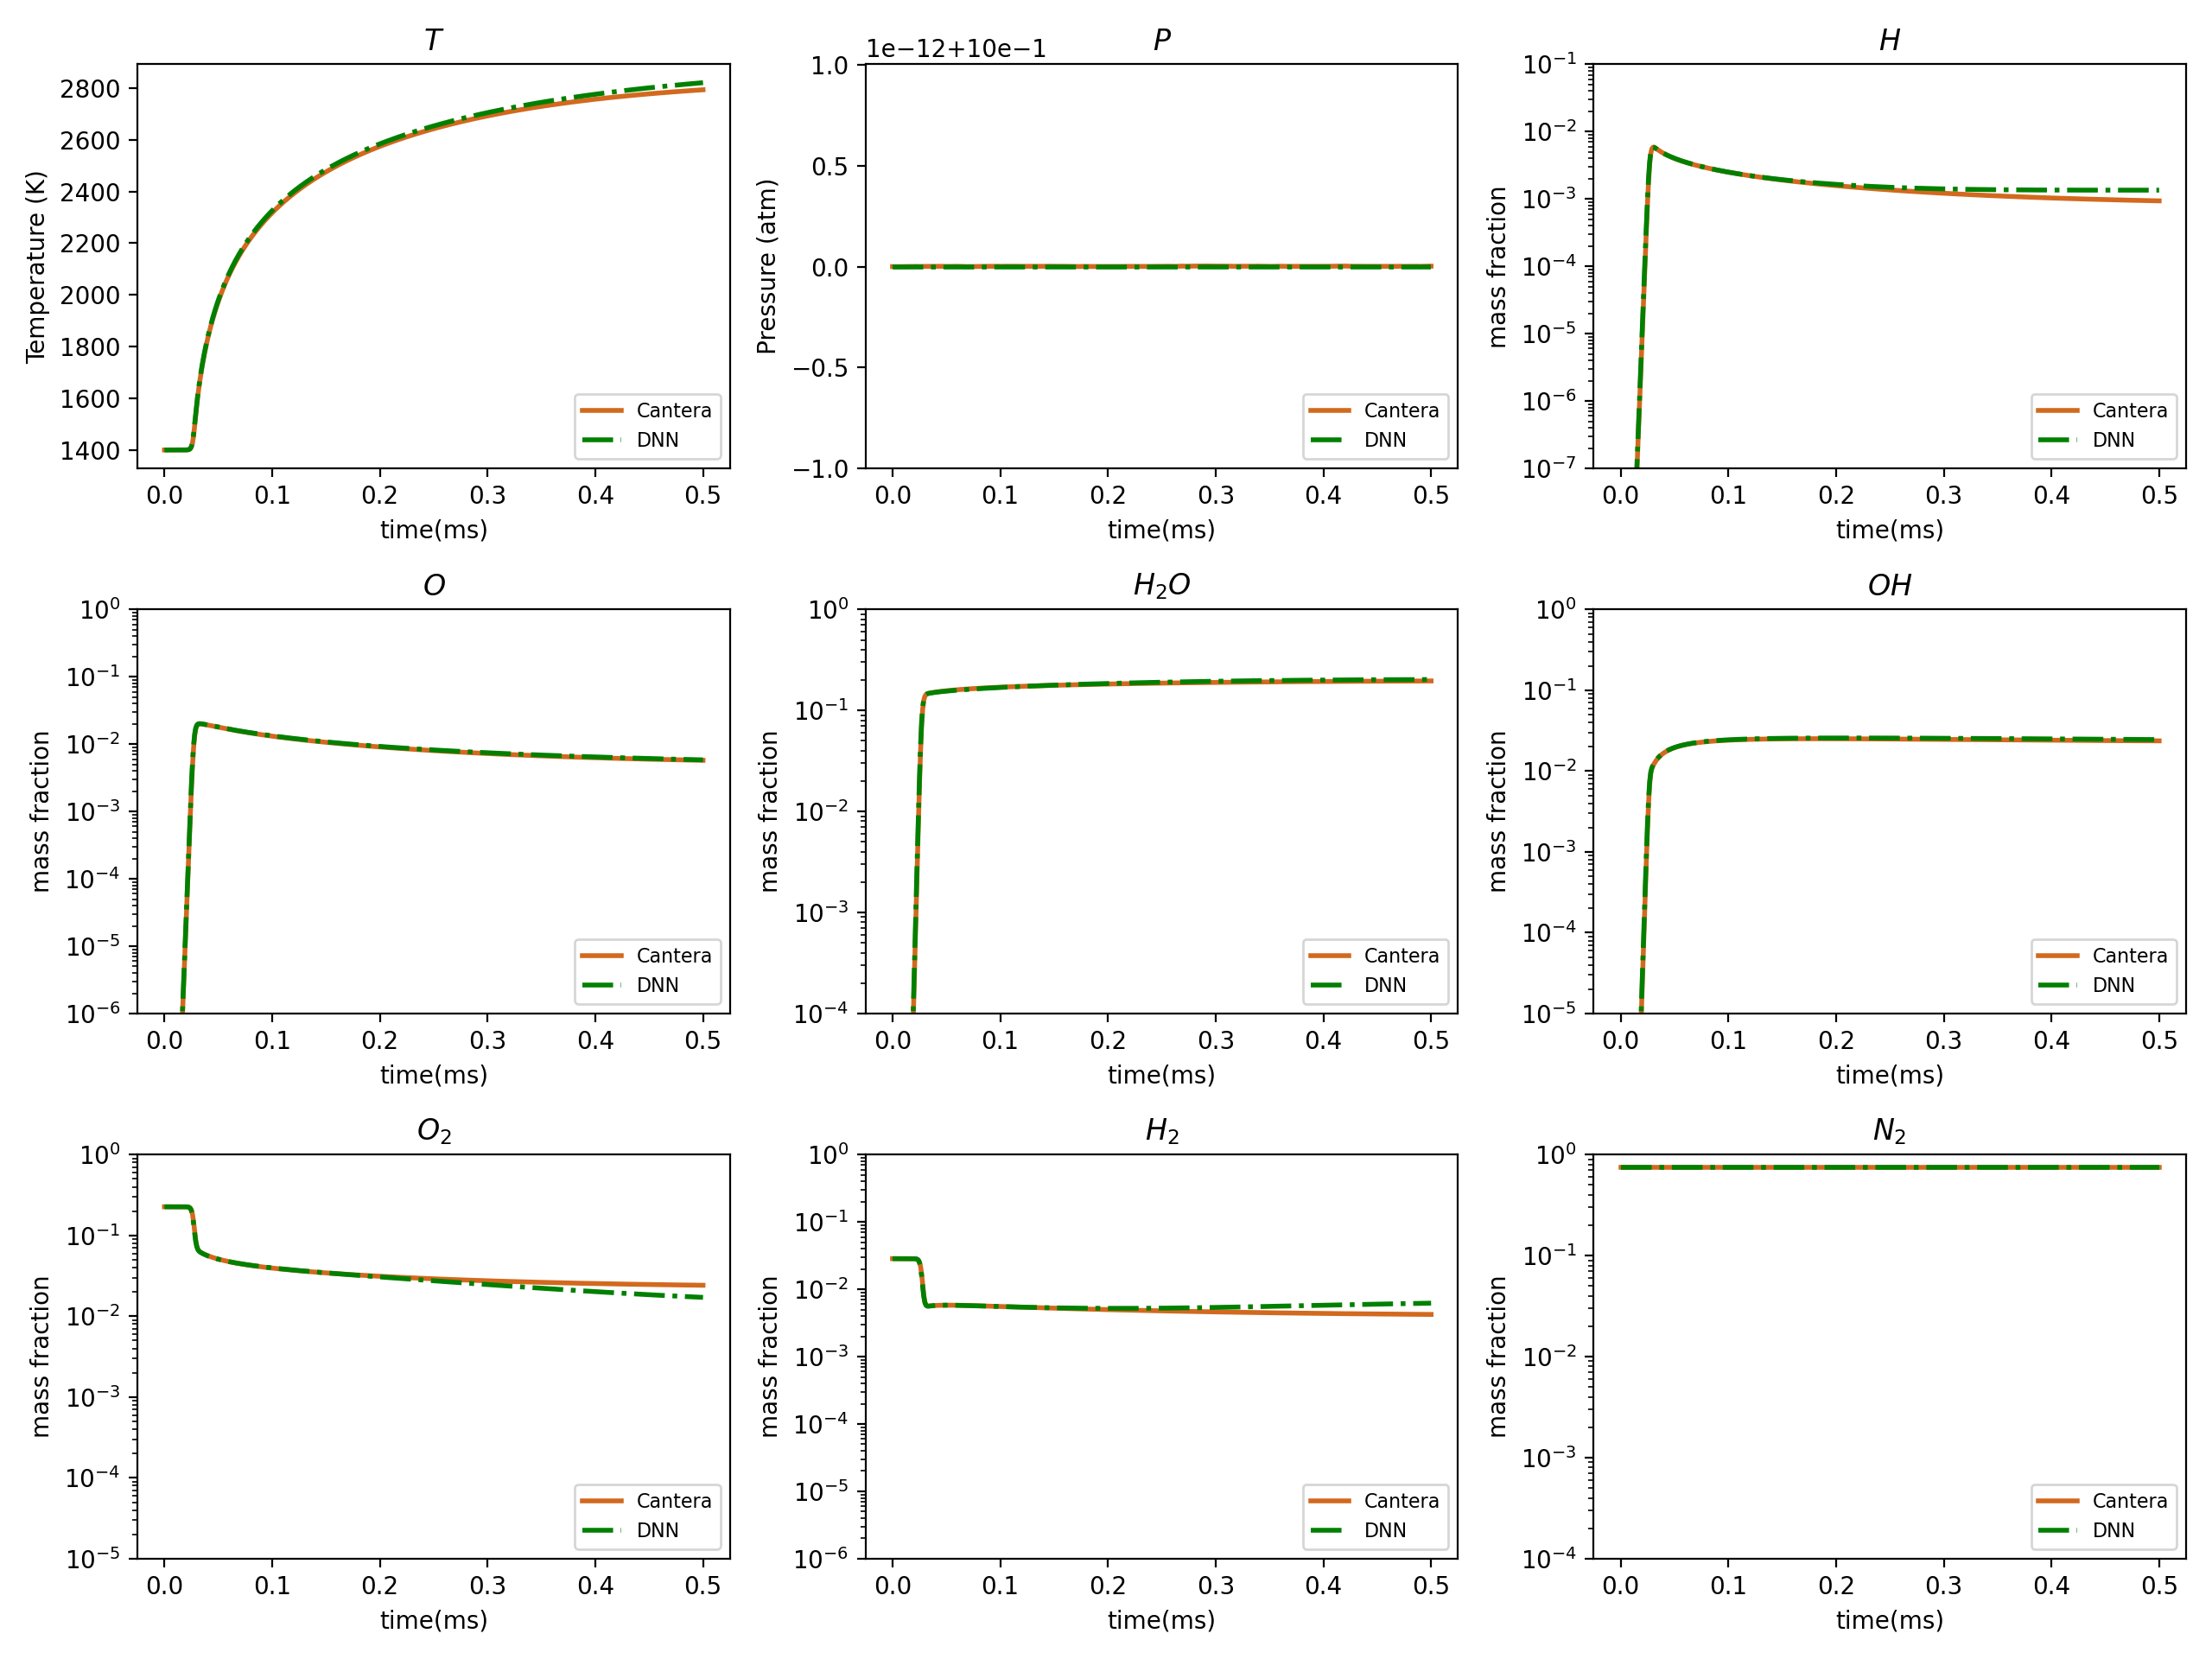 T
2800
2600
2400
2200
2000
1800
1600
1400
Temperature (K)
Cantera
DNN
0.0 0.1 0.2 0.3 0.4 0.5
time(ms)
P
1e−12+10e−1
1.0
0.5
0.0
−0.5
−1.0
Pressure (atm)
Cantera
DNN
0.0 0.1 0.2 0.3 0.4 0.5
time(ms)
H
10⁻¹
10⁻²
10⁻³
10⁻⁴
10⁻⁵
10⁻⁶
10⁻⁷
mass fraction
Cantera
DNN
0.0 0.1 0.2 0.3 0.4 0.5
time(ms)
O
10⁰
10⁻¹
10⁻²
10⁻³
10⁻⁴
10⁻⁵
10⁻⁶
mass fraction
Cantera
DNN
0.0 0.1 0.2 0.3 0.4 0.5
time(ms)
H₂O
10⁰
10⁻¹
10⁻²
10⁻³
10⁻⁴
mass fraction
Cantera
DNN
0.0 0.1 0.2 0.3 0.4 0.5
time(ms)
OH
10⁰
10⁻¹
10⁻²
10⁻³
10⁻⁴
10⁻⁵
mass fraction
Cantera
DNN
0.0 0.1 0.2 0.3 0.4 0.5
time(ms)
O₂
10⁰
10⁻¹
10⁻²
10⁻³
10⁻⁴
10⁻⁵
mass fraction
Cantera
DNN
0.0 0.1 0.2 0.3 0.4 0.5
time(ms)
H₂
10⁰
10⁻¹
10⁻²
10⁻³
10⁻⁴
10⁻⁵
10⁻⁶
mass fraction
Cantera
DNN
0.0 0.1 0.2 0.3 0.4 0.5
time(ms)
N₂
10⁰
10⁻¹
10⁻²
10⁻³
10⁻⁴
mass fraction
Cantera
DNN
0.0 0.1 0.2 0.3 0.4 0.5
time(ms)